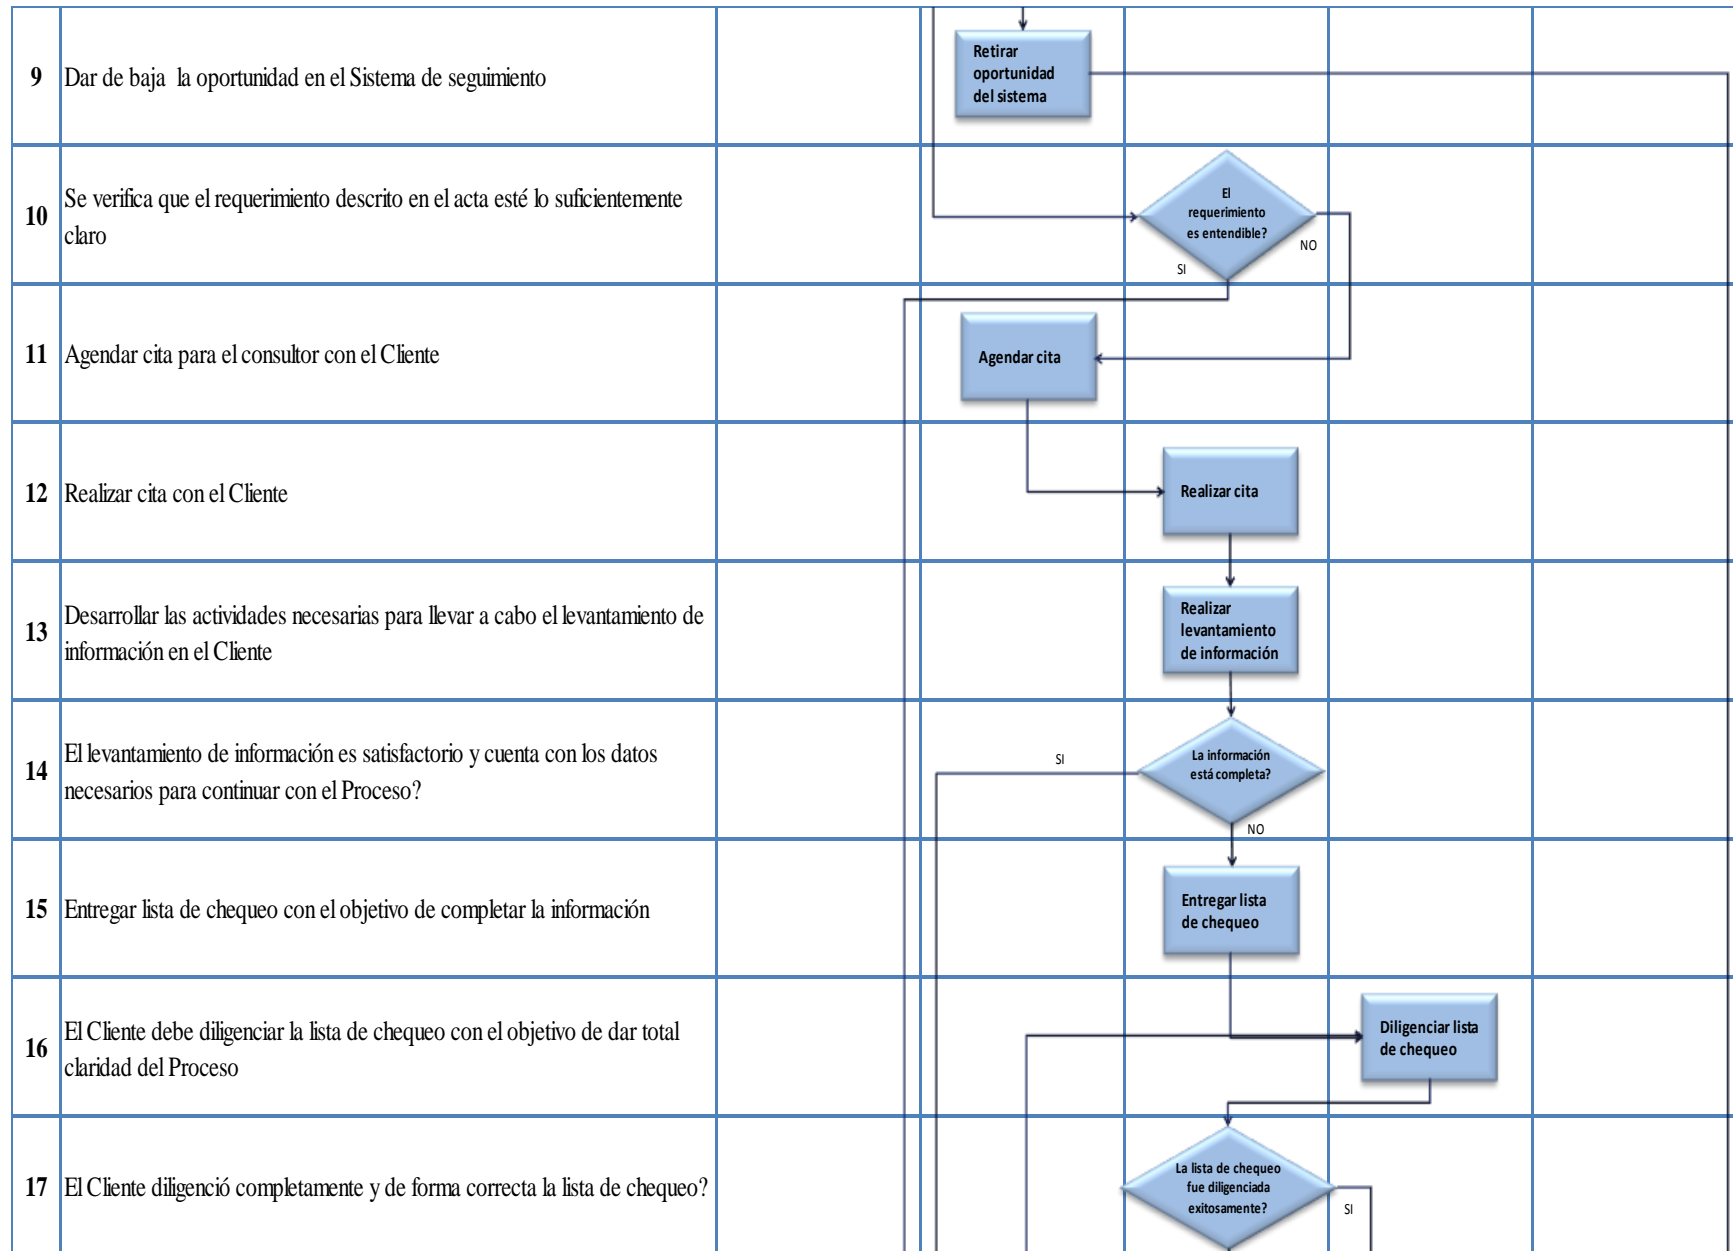 9
Dar de baja la oportunidad en el Sistema de seguimiento
Retirar
oportunidad
del sistema
10
Se verifica que el requerimiento descrito en el acta esté lo suficientemente
claro
El
requerimiento
es entendible?
NO
SI
11
Agendar cita para el consultor con el Cliente
Agendar cita
12
Realizar cita con el Cliente
Realizar cita
13
Desarrollar las actividades necesarias para llevar a cabo el levantamiento de
información en el Cliente
Realizar
levantamiento
de información
14
El levantamiento de información es satisfactorio y cuenta con los datos
necesarios para continuar con el Proceso?
SI
La información
está completa?
NO
15
Entregar lista de chequeo con el objetivo de completar la información
Entregar lista
de chequeo
16
El Cliente debe diligenciar la lista de chequeo con el objetivo de dar total
claridad del Proceso
Diligenciar lista
de chequeo
17
El Cliente diligenció completamente y de forma correcta la lista de chequeo?
La lista de chequeo
fue diligenciada
exitosamente?
SI